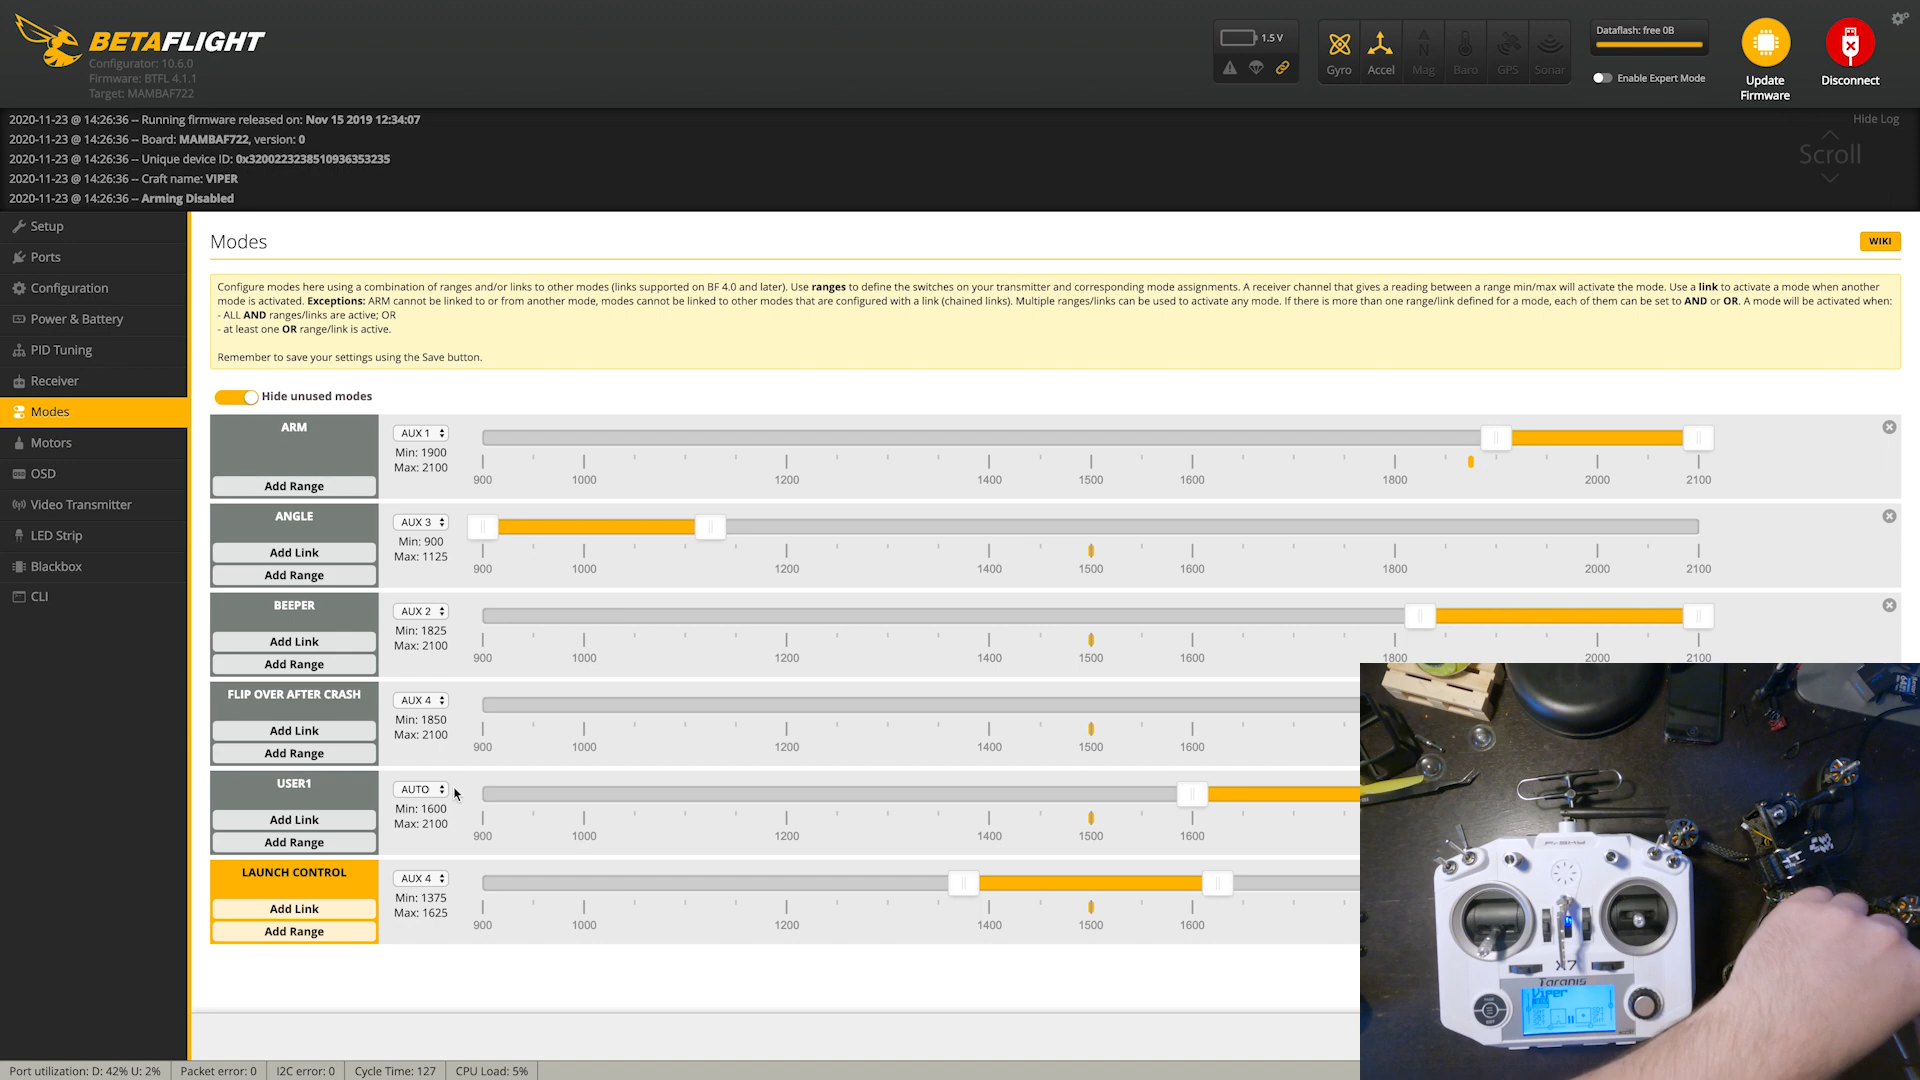 BETAFLIGHT
Configurator: 10.6.0
Firmware: BTFL 4.1.1
Target: MAMBAF722
1.5 V
Gyro
Accel
Mag
Baro
GPS
Sonar
Dataflash: free 0B
Enable Expert Mode
Update
Firmware
Disconnect
2020-11-23 @ 14:26:36 -- Running firmware released on: Nov 15 2019 12:34:07
2020-11-23 @ 14:26:36 -- Board: MAMBAF722, version: 0
2020-11-23 @ 14:26:36 -- Unique device ID: 0x3200223238510936353235
2020-11-23 @ 14:26:36 -- Craft name: VIPER
2020-11-23 @ 14:26:36 -- Arming Disabled
Hide Log
Scroll
Setup
Ports
Configuration
Power & Battery
PID Tuning
Receiver
Modes
Motors
OSD
Video Transmitter
LED Strip
Blackbox
CLI
Modes
WIKI
Configure modes here using a combination of ranges and/or links to other modes (links supported on BF 4.0 and later). Use ranges to define the switches on your transmitter and corresponding mode assignments. A receiver channel that gives a reading between a range min/max will activate the mode. Use a link to activate a mode when another
mode is activated. Exceptions: ARM cannot be linked to or from another mode, modes cannot be linked to other modes that are configured with a link (chained links). Multiple ranges/links can be used to activate any mode. If there is more than one range/link defined for a mode, each of them can be set to AND or OR. A mode will be activated when:
- ALL AND ranges/links are active; OR
- at least one OR range/link is active.
Remember to save your settings using the Save button.
Hide unused modes
ARM
Add Range
AUX 1
Min: 1900
Max: 2100
900 1000 1200 1400 1500 1600 1800 2000 2100
ANGLE
Add Link
Add Range
AUX 3
Min: 900
Max: 1125
900 1000 1200 1400 1500 1600 1800 2000 2100
BEEPER
Add Link
Add Range
AUX 2
Min: 1825
Max: 2100
900 1000 1200 1400 1500 1600 1800 2000 2100
FLIP OVER AFTER CRASH
Add Link
Add Range
AUX 4
Min: 1850
Max: 2100
900 1000 1200 1400 1500 1600
USER1
Add Link
Add Range
AUTO
Min: 1600
Max: 2100
900 1000 1200 1400 1500 1600
LAUNCH CONTROL
Add Link
Add Range
AUX 4
Min: 1375
Max: 1625
900 1000 1200 1400 1500 1600
FrSKY
X7
Taranis
Viper
Port utilization: D: 42% U: 2%
Packet error: 0
I2C error: 0
Cycle Time: 127
CPU Load: 5%